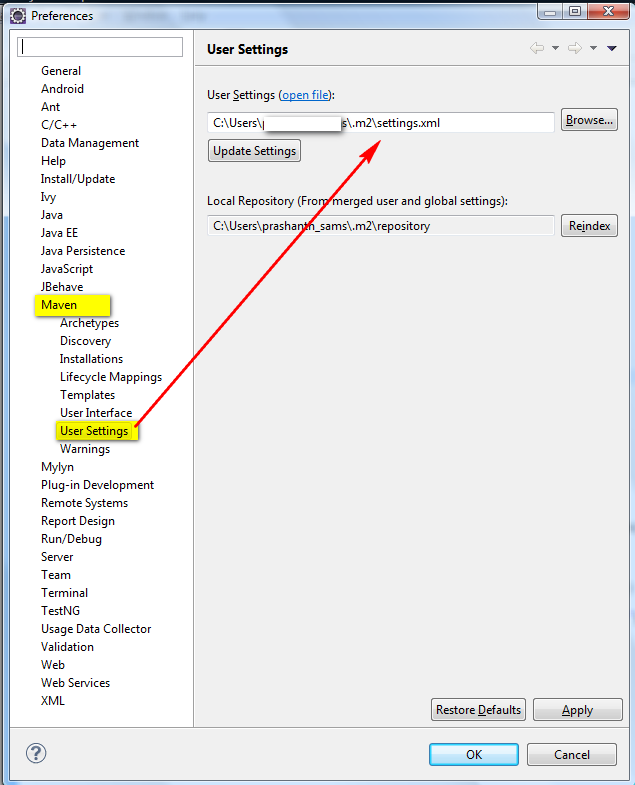 Preferences
General
Android
Ant
C/C++
Data Management
Help
Install/Update
Ivy
Java
Java EE
Java Persistence
JavaScript
JBehave
Maven
Archetypes
Discovery
Installations
Lifecycle Mappings
Templates
User Interface
User Settings
Warnings
Mylyn
Plug-in Development
Remote Systems
Report Design
Run/Debug
Server
Team
Terminal
TestNG
Usage Data Collector
Validation
Web
Web Services
XML
User Settings
User Settings (open file):
C:\Users\p s\.m2\settings.xml
Browse...
Update Settings
Local Repository (From merged user and global settings):
C:\Users\prashanth_sams\.m2\repository
Reindex
Restore Defaults
Apply
?
OK
Cancel